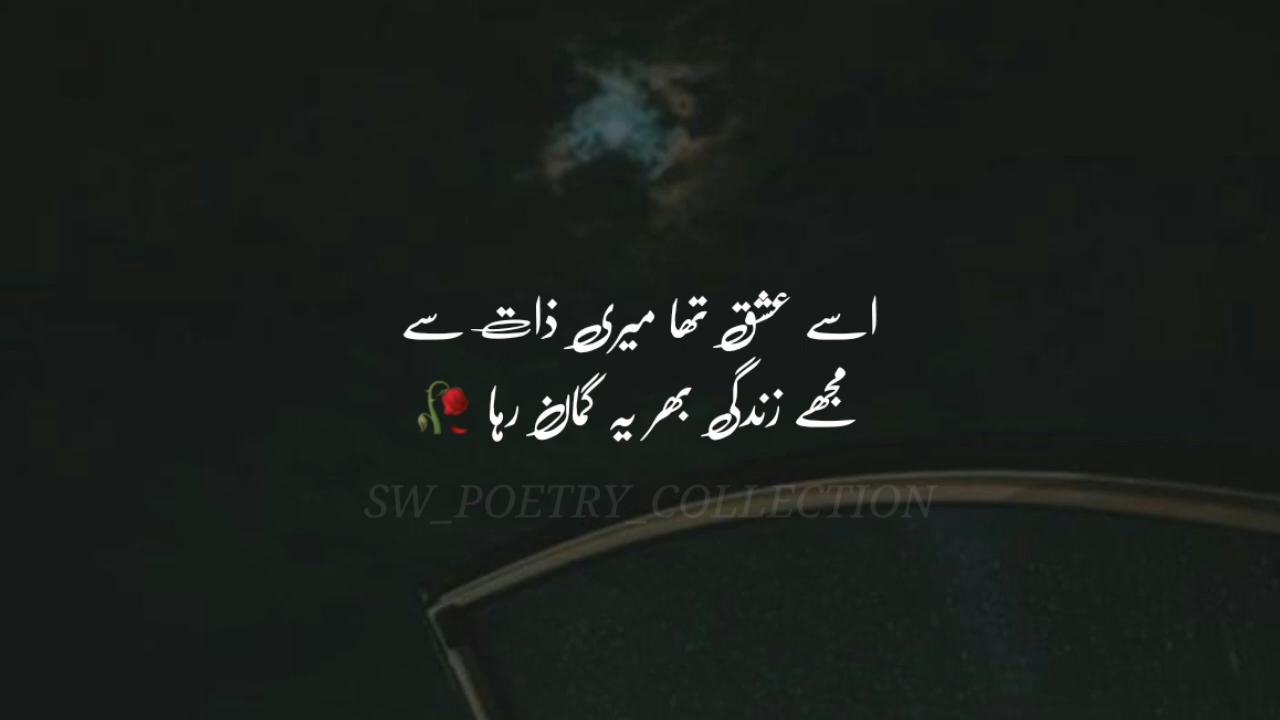 اسے عشق تھا میری ذات سے
مجھے زندگی بھر یہ گمان رہا 🥀
SW_POETRY_COLLECTION